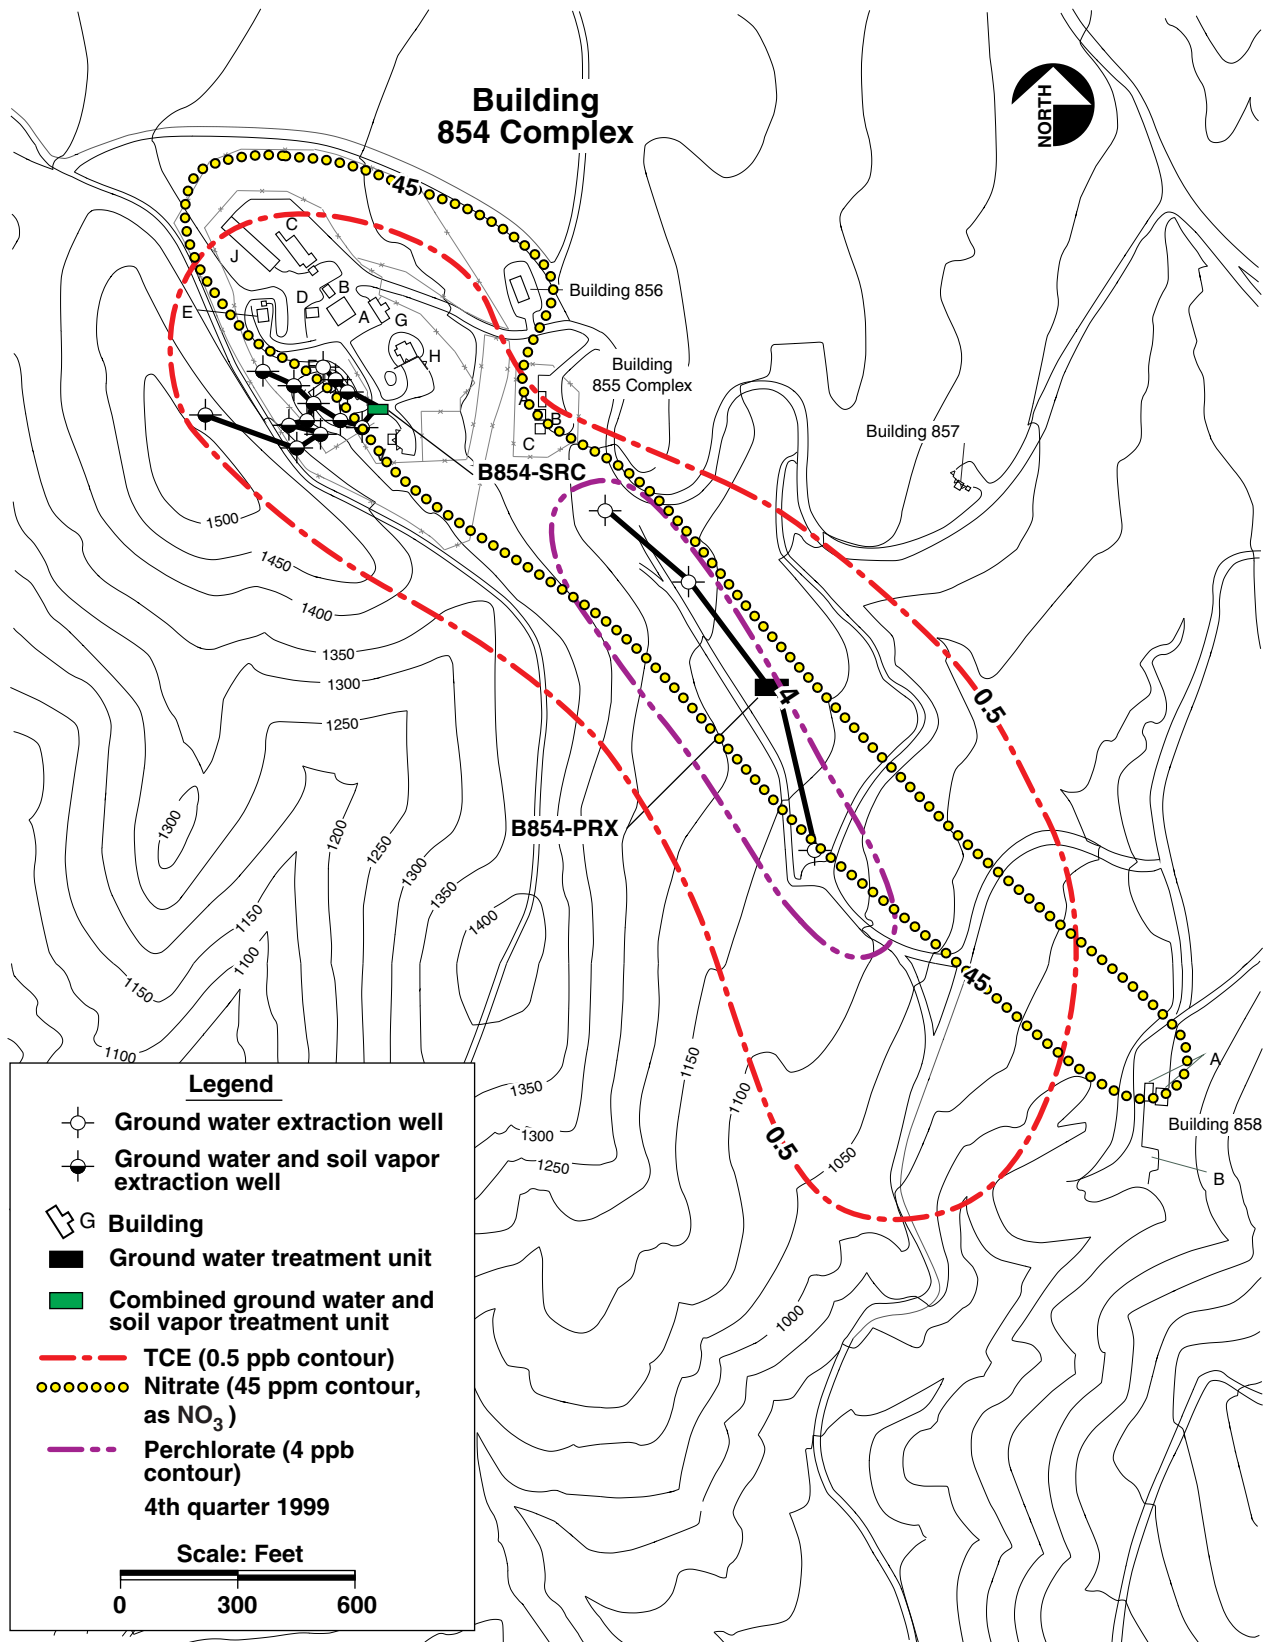 Building
854 Complex
NORTH
45
C
J
B
D
E
A
G
H
F
Building 856
Building
855 Complex
A
B
C
Building 857
B854-SRC
1500
1450
1400
1350
1300
1250
0.5
4
B854-PRX
1300
1200
1250
1300
1350
1400
1150
1100
1150
1100
45
1150
1100
0.5
1050
1350
1300
1250
1000
A
Building 858
B
Legend
Ground water extraction well
Ground water and soil vapor
extraction well
G Building
Ground water treatment unit
Combined ground water and
soil vapor treatment unit
TCE (0.5 ppb contour)
Nitrate (45 ppm contour,
as NO3 )
Perchlorate (4 ppb
contour)
4th quarter 1999
Scale: Feet
0 300 600